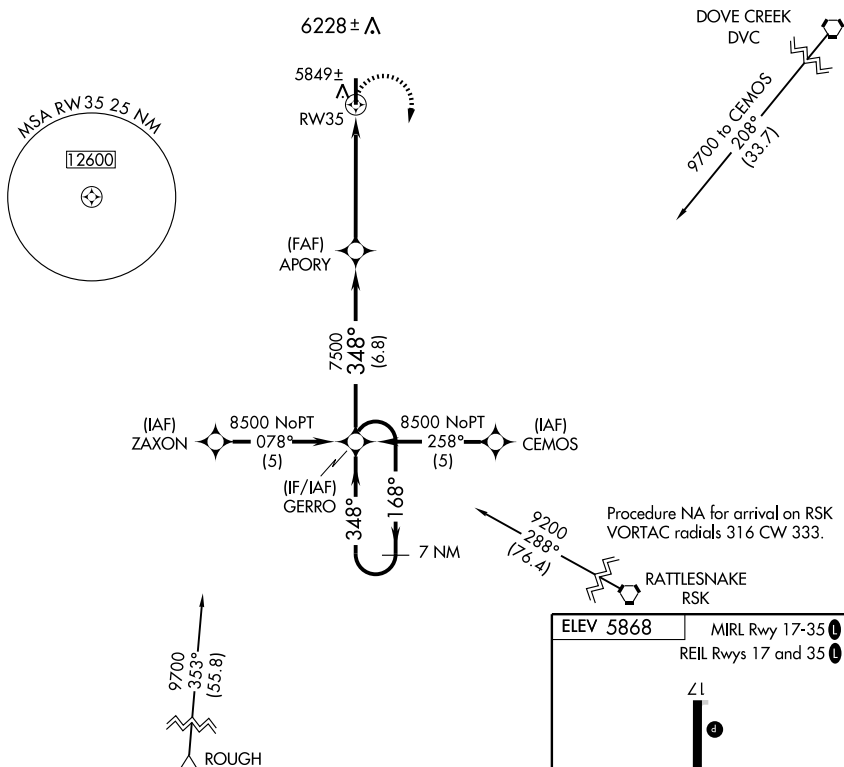 6228±
DOVE CREEK
DVC
5849±
RW35
MSA RW35 25 NM
12600
9700 to CEMOS
208°
(33.7)
(FAF)
APORY
7500
348°
(6.8)
(IAF)
ZAXON
8500 NoPT
078°
(5)
8500 NoPT
258°
(5)
(IAF)
CEMOS
(IF/IAF)
GERRO
348°
168°
7 NM
9200
288°
(76.4)
Procedure NA for arrival on RSK
VORTAC radials 316 CW 333.
RATTLESNAKE
RSK
9700
353°
(55.8)
ROUGH
ELEV 5868
MIRL Rwy 17-35 L
REIL Rwys 17 and 35 L
17
P